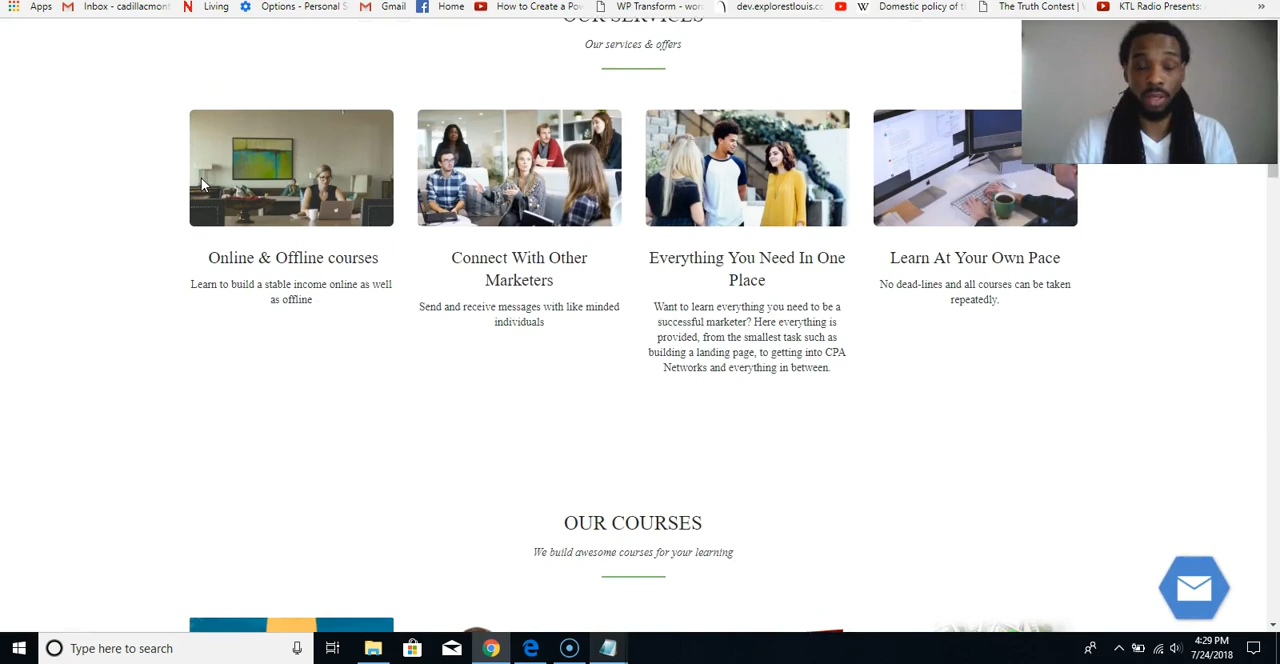 Apps
Inbox - cadillacmont
Living
Options - Personal S
Gmail
Home
How to Create a Pow
WP Transform - wor
dev.explorestlouis.co
Domestic policy of t
The Truth Contest |
KTL Radio Presents:
»
OUR SERVICES
Our services & offers
Online & Offline courses
Learn to build a stable income online as well
as offline
Connect With Other
Marketers
Send and receive messages with like minded
individuals
Everything You Need In One
Place
Want to learn everything you need to be a
successful marketer? Here everything is
provided, from the smallest task such as
building a landing page, to getting into CPA
Networks and everything in between.
Learn At Your Own Pace
No dead-lines and all courses can be taken
repeatedly.
OUR COURSES
We build awesome courses for your learning
Type here to search
4:29 PM
7/24/2018